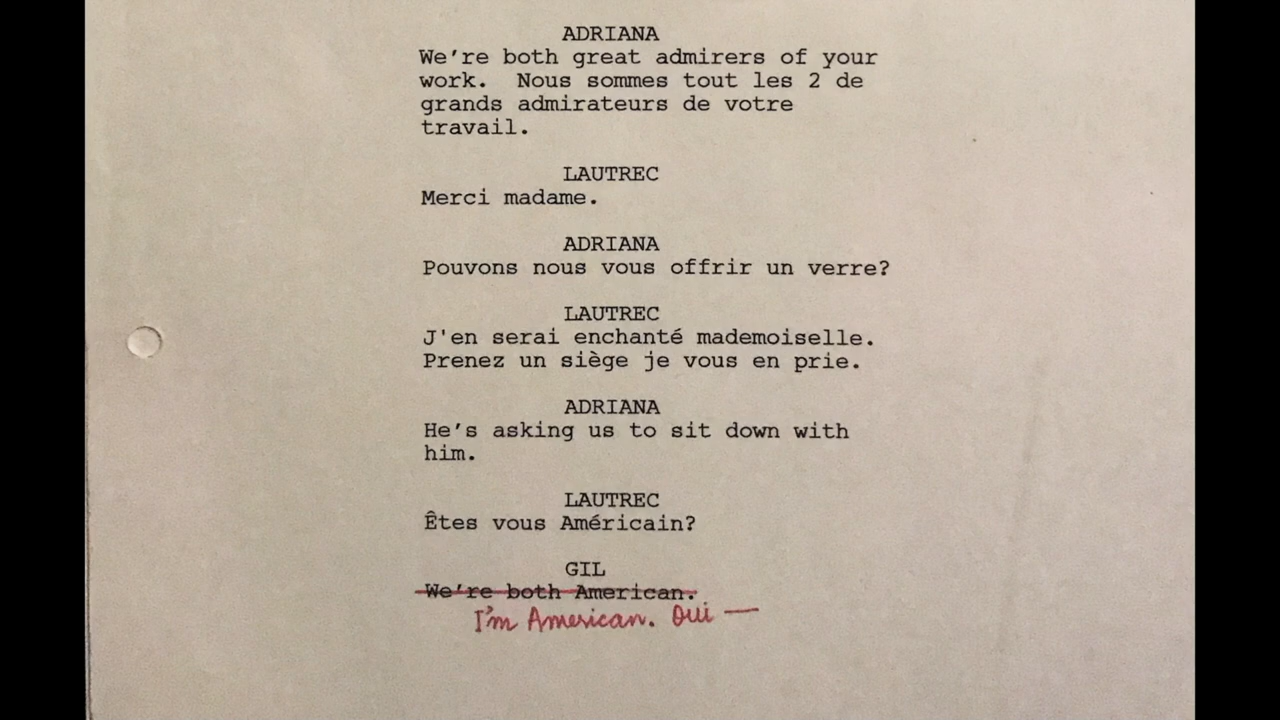 ADRIANA
We're both great admirers of your
work. Nous sommes tout les 2 de
grands admirateurs de votre
travail.
LAUTREC
Merci madame.
ADRIANA
Pouvons nous vous offrir un verre?
LAUTREC
J'en serai enchanté mademoiselle.
Prenez un siège je vous en prie.
ADRIANA
He's asking us to sit down with
him.
LAUTREC
Êtes vous Américain?
GIL
We're both American.
I'm American. Oui —